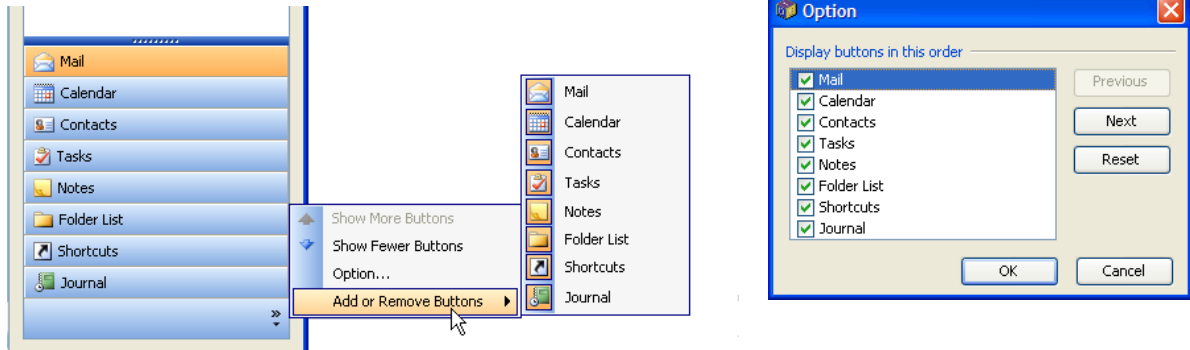 Mail
Calendar
Contacts
Tasks
Notes
Folder List
Shortcuts
Journal
Show More Buttons
Show Fewer Buttons
Option...
Add or Remove Buttons
Mail
Calendar
Contacts
Tasks
Notes
Folder List
Shortcuts
Journal
Option
Display buttons in this order
Mail
Calendar
Contacts
Tasks
Notes
Folder List
Shortcuts
Journal
Previous
Next
Reset
OK
Cancel